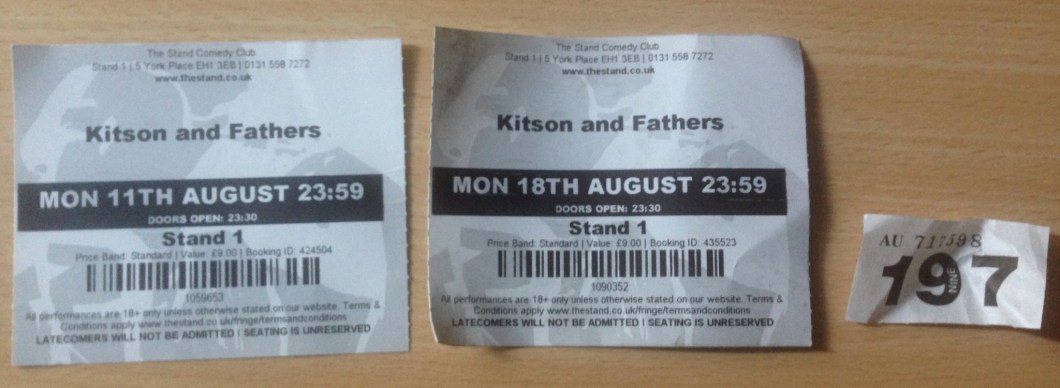 The Stand Comedy Club
Stand 1 | 5 York Place EH1 3EB | 0131 558 7272
www.thestand.co.uk
Kitson and Fathers
MON 11TH AUGUST 23:59
DOORS OPEN: 23:30
Stand 1
Price Band: Standard | Value: £9.00 | Booking ID: 424504
1059653
All performances are 18+ only unless otherwise stated on our website. Terms &
Conditions apply www.thestand.co.uk/fringe/termsandconditions
LATECOMERS WILL NOT BE ADMITTED | SEATING IS UNRESERVED
The Stand Comedy Club
Stand 1 | 5 York Place EH1 3EB | 0131 558 7272
www.thestand.co.uk
Kitson and Fathers
MON 18TH AUGUST 23:59
DOORS OPEN: 23:30
Stand 1
Price Band: Standard | Value: £9.00 | Booking ID: 435523
1090352
All performances are 18+ only unless otherwise stated on our website. Terms &
Conditions apply www.thestand.co.uk/fringe/termsandconditions
LATECOMERS WILL NOT BE ADMITTED | SEATING IS UNRESERVED
AU 717598
197
NINE